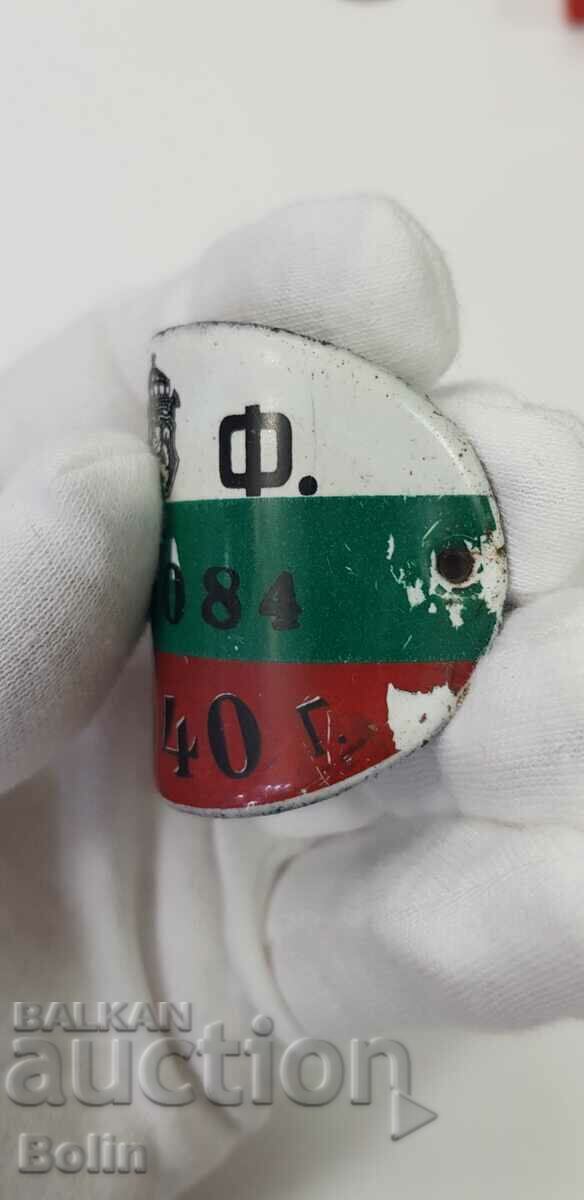 Ф.
084
40 г.
BALKAN
auction
Bolin